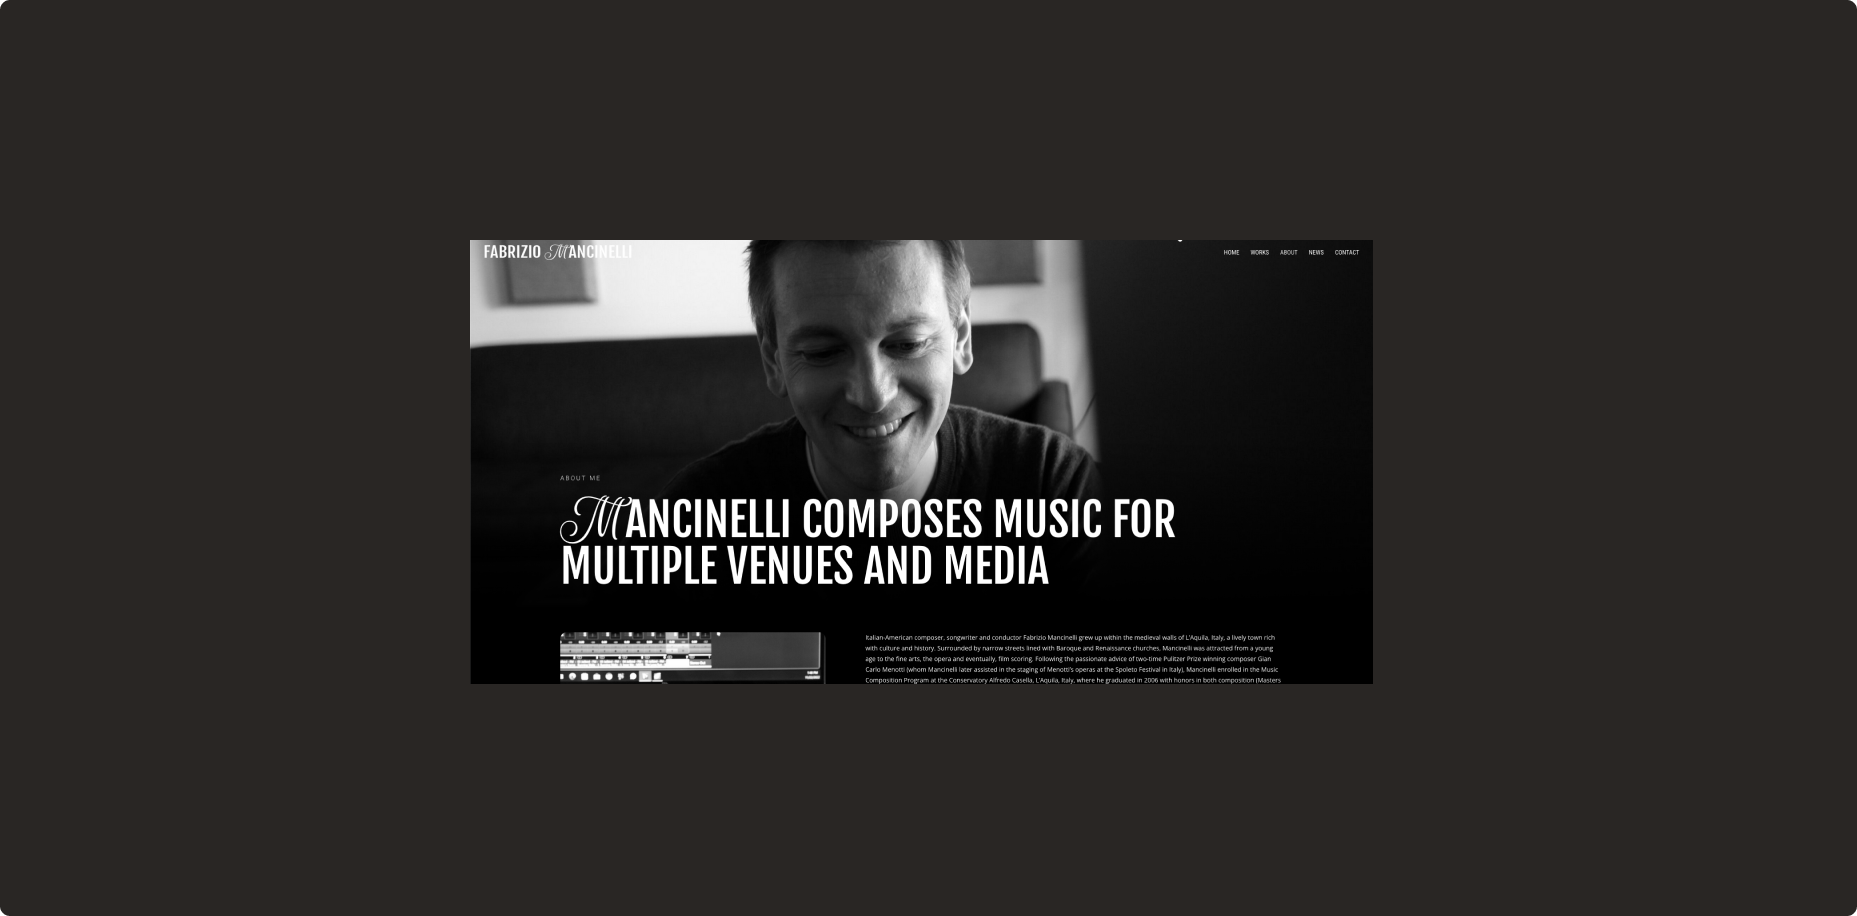 FABRIZIO MANCINELLI
HOME WORKS ABOUT NEWS CONTACT
ABOUT ME
MANCINELLI COMPOSES MUSIC FOR
MULTIPLE VENUES AND MEDIA
Italian-American composer, songwriter and conductor Fabrizio Mancinelli grew up within the medieval walls of L'Aquila, Italy, a lively town rich
with culture and history. Surrounded by narrow streets lined with Baroque and Renaissance churches, Mancinelli was attracted from a young
age to the fine arts, the opera and eventually, film scoring. Following the passionate advice of two-time Pulitzer Prize winning composer Gian
Carlo Menotti (whom Mancinelli later assisted in the staging of Menotti's operas at the Spoleto Festival in Italy), Mancinelli enrolled in the Music
Composition Program at the Conservatory Alfredo Casella, L'Aquila, Italy, where he graduated in 2006 with honors in both composition (Masters